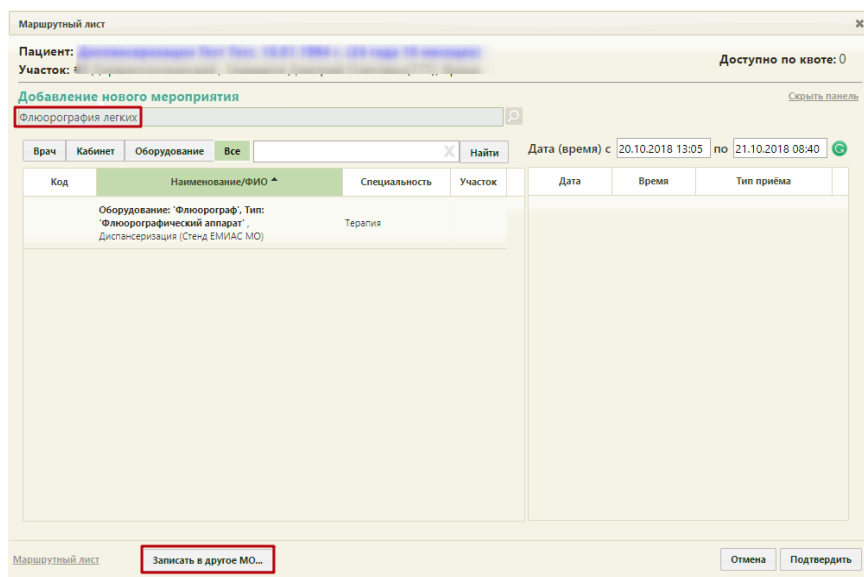 Маршрутный лист
Пациент:
Доступно по квоте: 0
Участок:
Добавление нового мероприятия
Скрыть панель
Флюорография легких
Врач Кабинет Оборудование Все Найти Дата (время) с 20.10.2018 13:05 по 21.10.2018 08:40
Код Наименование/ФИО Специальность Участок Дата Время Тип приёма
Оборудование: 'Флюорограф', Тип:
'Флюорографический аппарат' ,
Диспансеризация (Стенд ЕМИАС МО)
Терапия
Маршрутный лист Записать в другое МО... Отмена Подтвердить